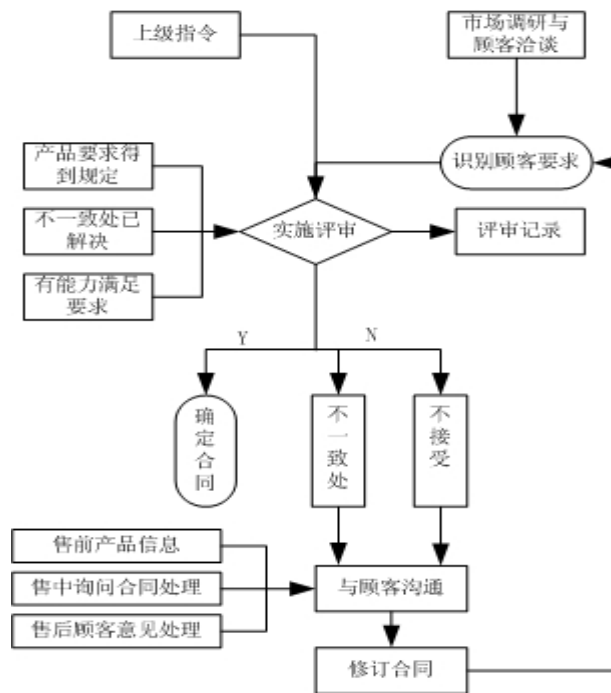 上级指令
市场调研与
顾客洽谈
产品要求得
到规定
识别顾客要求
不一致处已
解决
实施评审
评审记录
有能力满足
要求
Y
N
确定合同
不一致处
不接受
售前产品信息
售中询问合同处理
与顾客沟通
售后顾客意见处理
修订合同